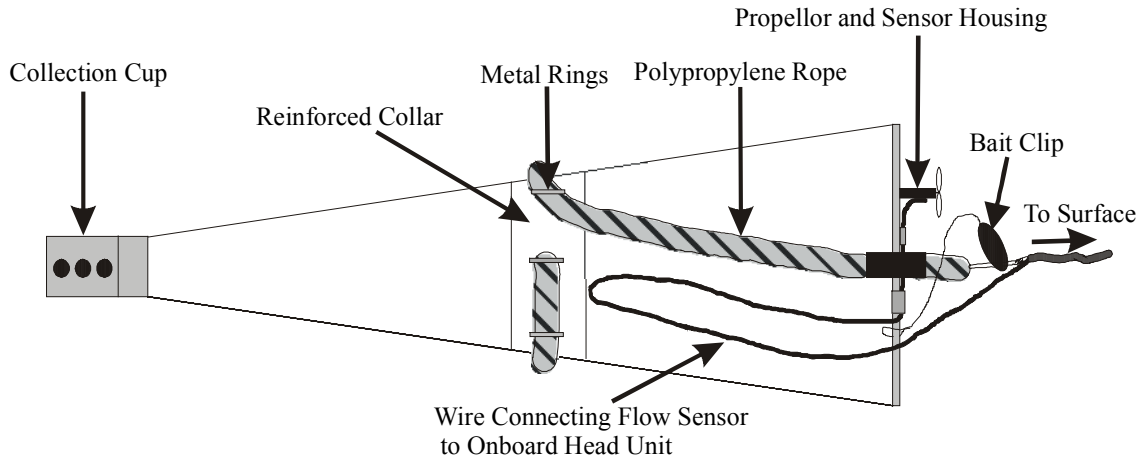 Propellor and Sensor Housing
Collection Cup
Metal Rings
Polypropylene Rope
Reinforced Collar
Bait Clip
To Surface
Wire Connecting Flow Sensor
to Onboard Head Unit